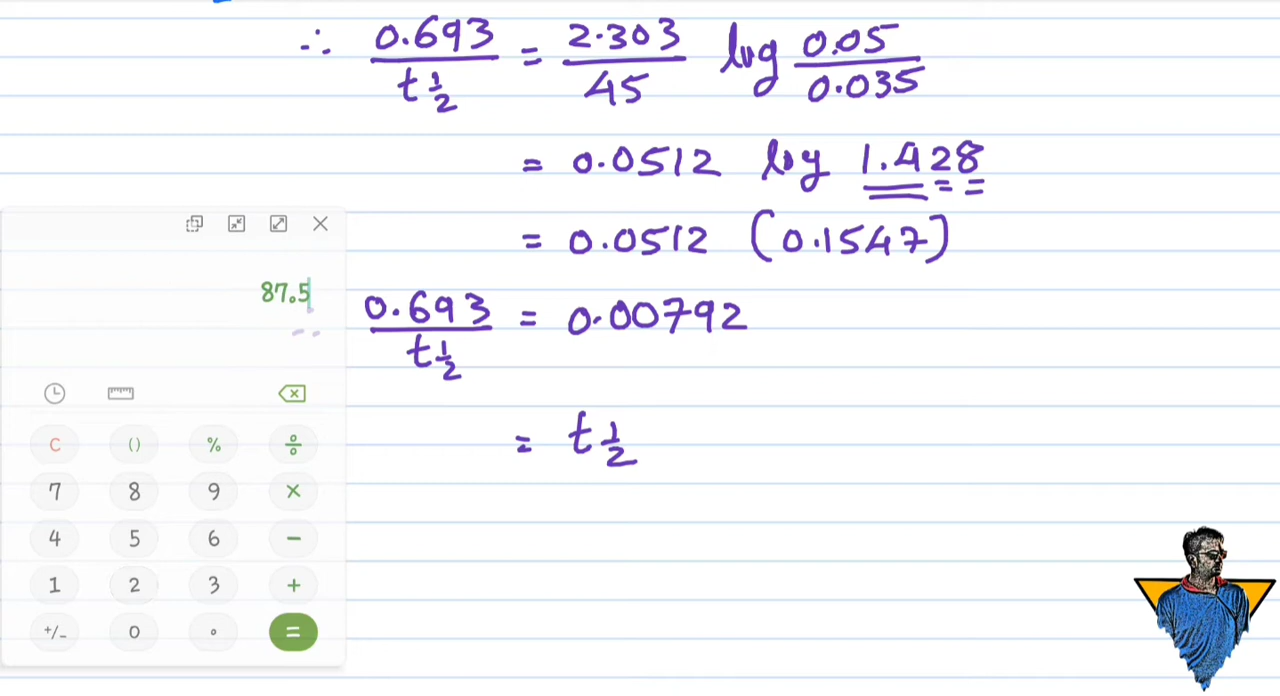 ∴ 0.693 / t½ = 2.303 / 45 log 0.05 / 0.035
= 0.0512 log 1.428
= 0.0512 (0.1547)
0.693 / t½ = 0.00792
= t½
87.5
C () % ÷
7 8 9 ×
4 5 6 −
1 2 3 +
+/− 0 . =